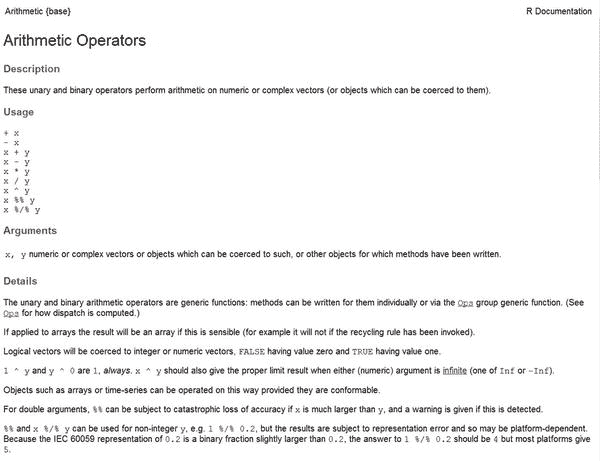 Arithmetic {base}
R Documentation
Arithmetic Operators
Description
These unary and binary operators perform arithmetic on numeric or complex vectors (or objects which can be coerced to them).
Usage
+ x
- x
x + y
x - y
x * y
x / y
x ^ y
x %% y
x %/% y
Arguments
x, y numeric or complex vectors or objects which can be coerced to such, or other objects for which methods have been written.
Details
The unary and binary arithmetic operators are generic functions: methods can be written for them individually or via the Ops group generic function. (See
Ops for how dispatch is computed.)
If applied to arrays the result will be an array if this is sensible (for example it will not if the recycling rule has been invoked).
Logical vectors will be coerced to integer or numeric vectors, FALSE having value zero and TRUE having value one.
1 ^ y and y ^ 0 are 1, always. x ^ y should also give the proper limit result when either (numeric) argument is infinite (one of Inf or -Inf).
Objects such as arrays or time-series can be operated on this way provided they are conformable.
For double arguments, %% can be subject to catastrophic loss of accuracy if x is much larger than y, and a warning is given if this is detected.
%% and x %/% y can be used for non-integer y, e.g. 1 %/% 0.2, but the results are subject to representation error and so may be platform-dependent.
Because the IEC 60059 representation of 0.2 is a binary fraction slightly larger than 0.2, the answer to 1 %/% 0.2 should be 4 but most platforms give
5.